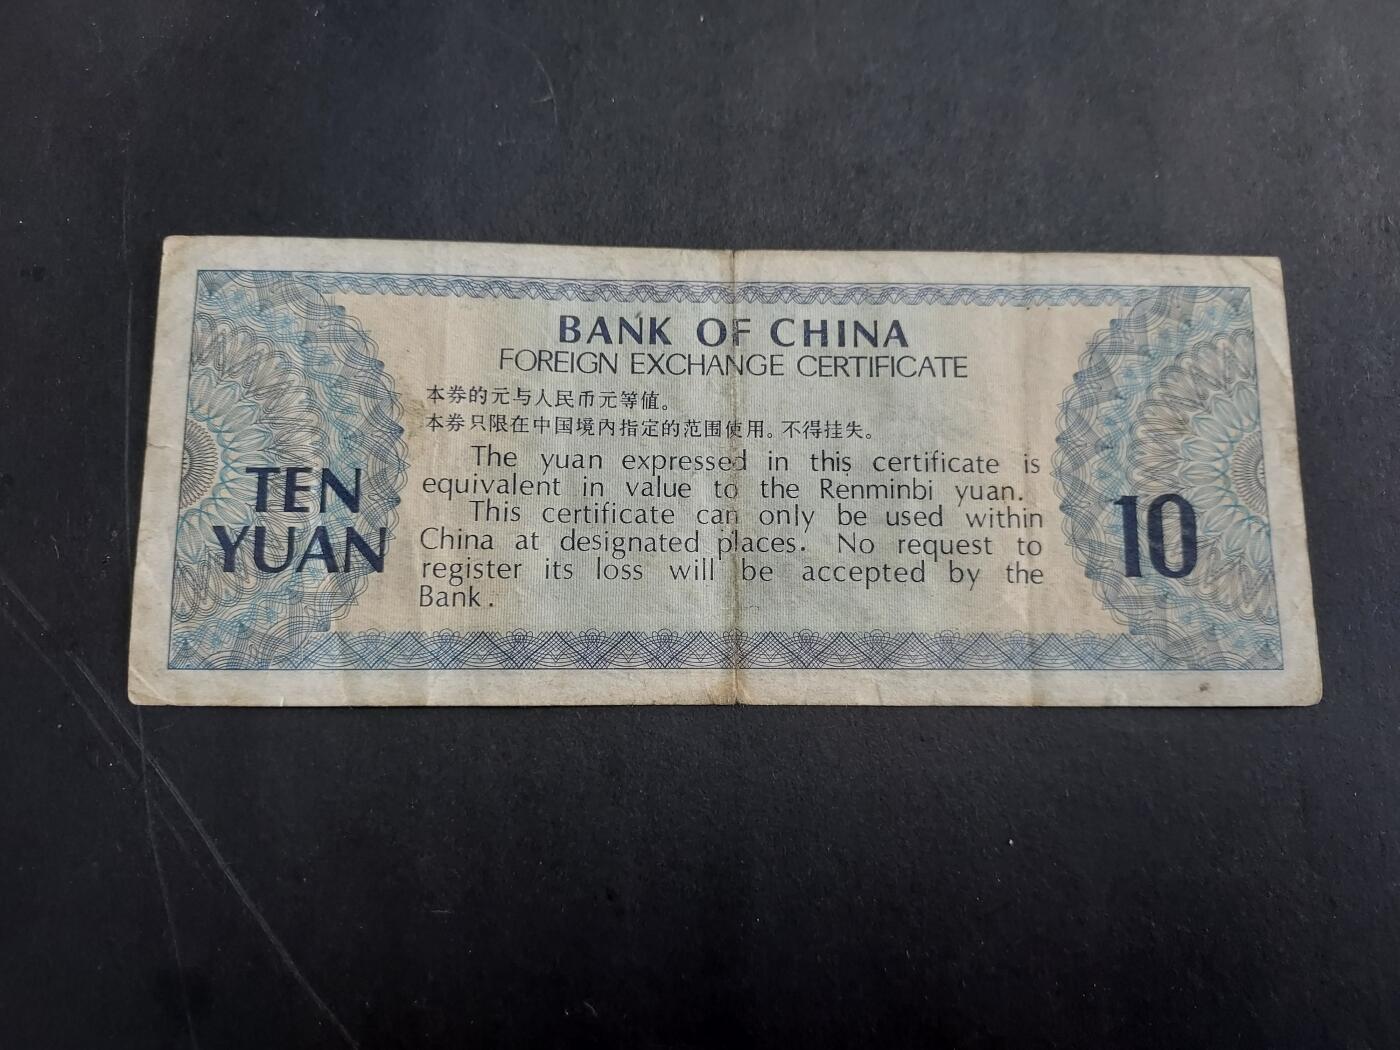 BANK OF CHINA
FOREIGN EXCHANGE CERTIFICATE
本券的元与人民币元等值。
本券只限在中国境内指定的范围使用。不得挂失。
The yuan expressed in this certificate is
equivalent in value to the Renminbi yuan.
This certificate can only be used within
China at designated places. No request to
register its loss will be accepted by the
Bank.
TEN
YUAN
10